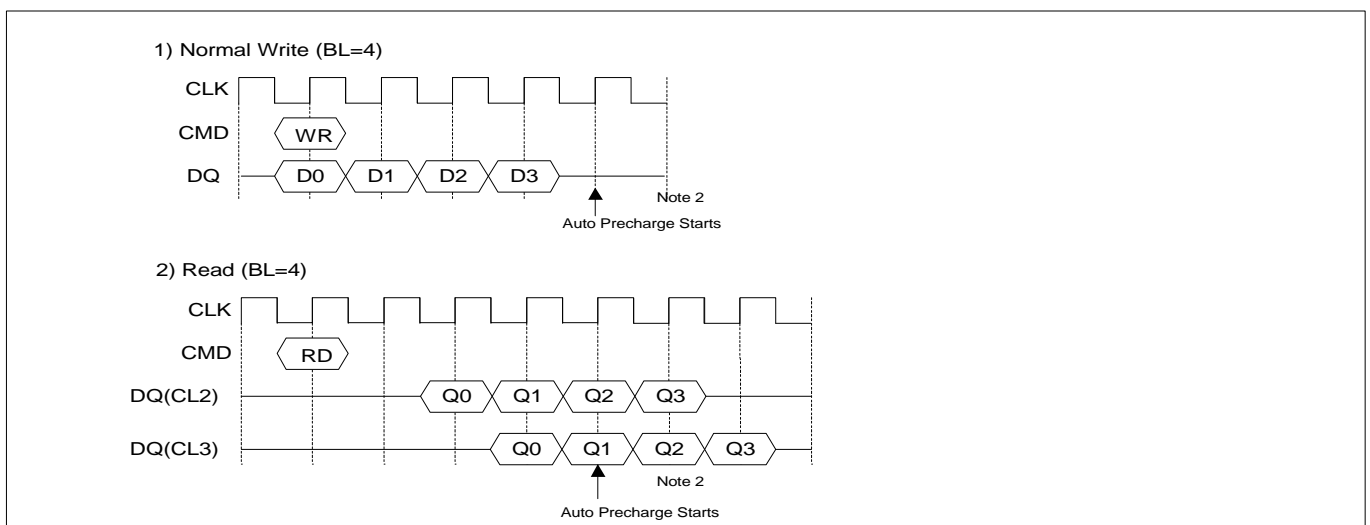 1) Normal Write (BL=4)
CLK
CMD WR
DQ D0 D1 D2 D3
Note 2
Auto Precharge Starts
2) Read (BL=4)
CLK
CMD RD
DQ(CL2) Q0 Q1 Q2 Q3
DQ(CL3) Q0 Q1 Q2 Q3
Note 2
Auto Precharge Starts